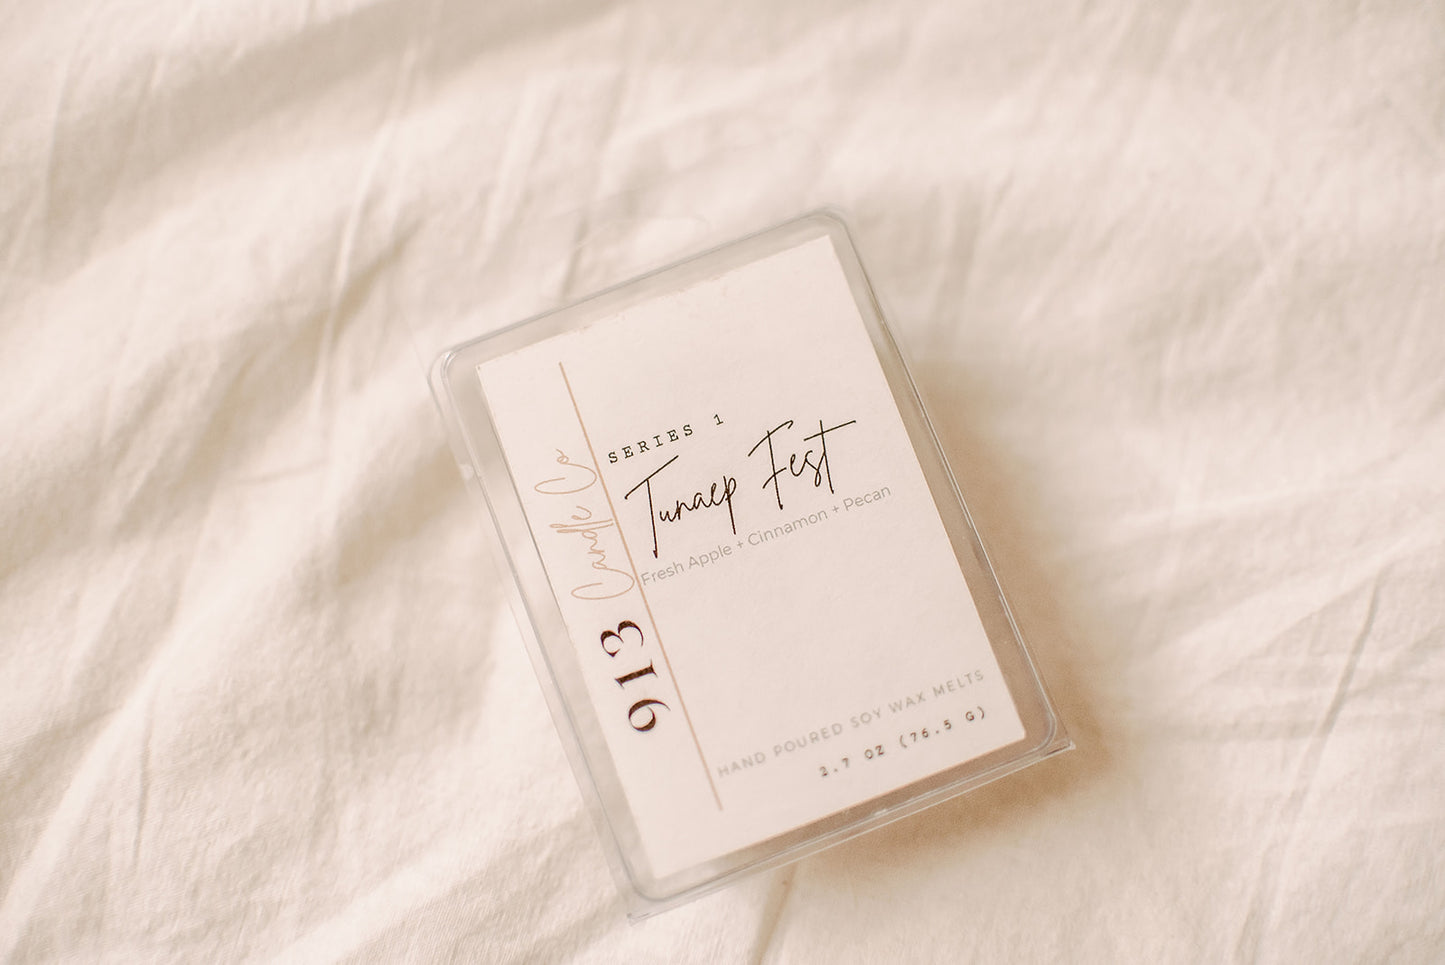 SERIES 1
Tunaep Fest
Fresh Apple + Cinnamon + Pecan
HAND POURED SOY WAX MELTS
2.7 OZ (76.5 G)
913 Candle Co